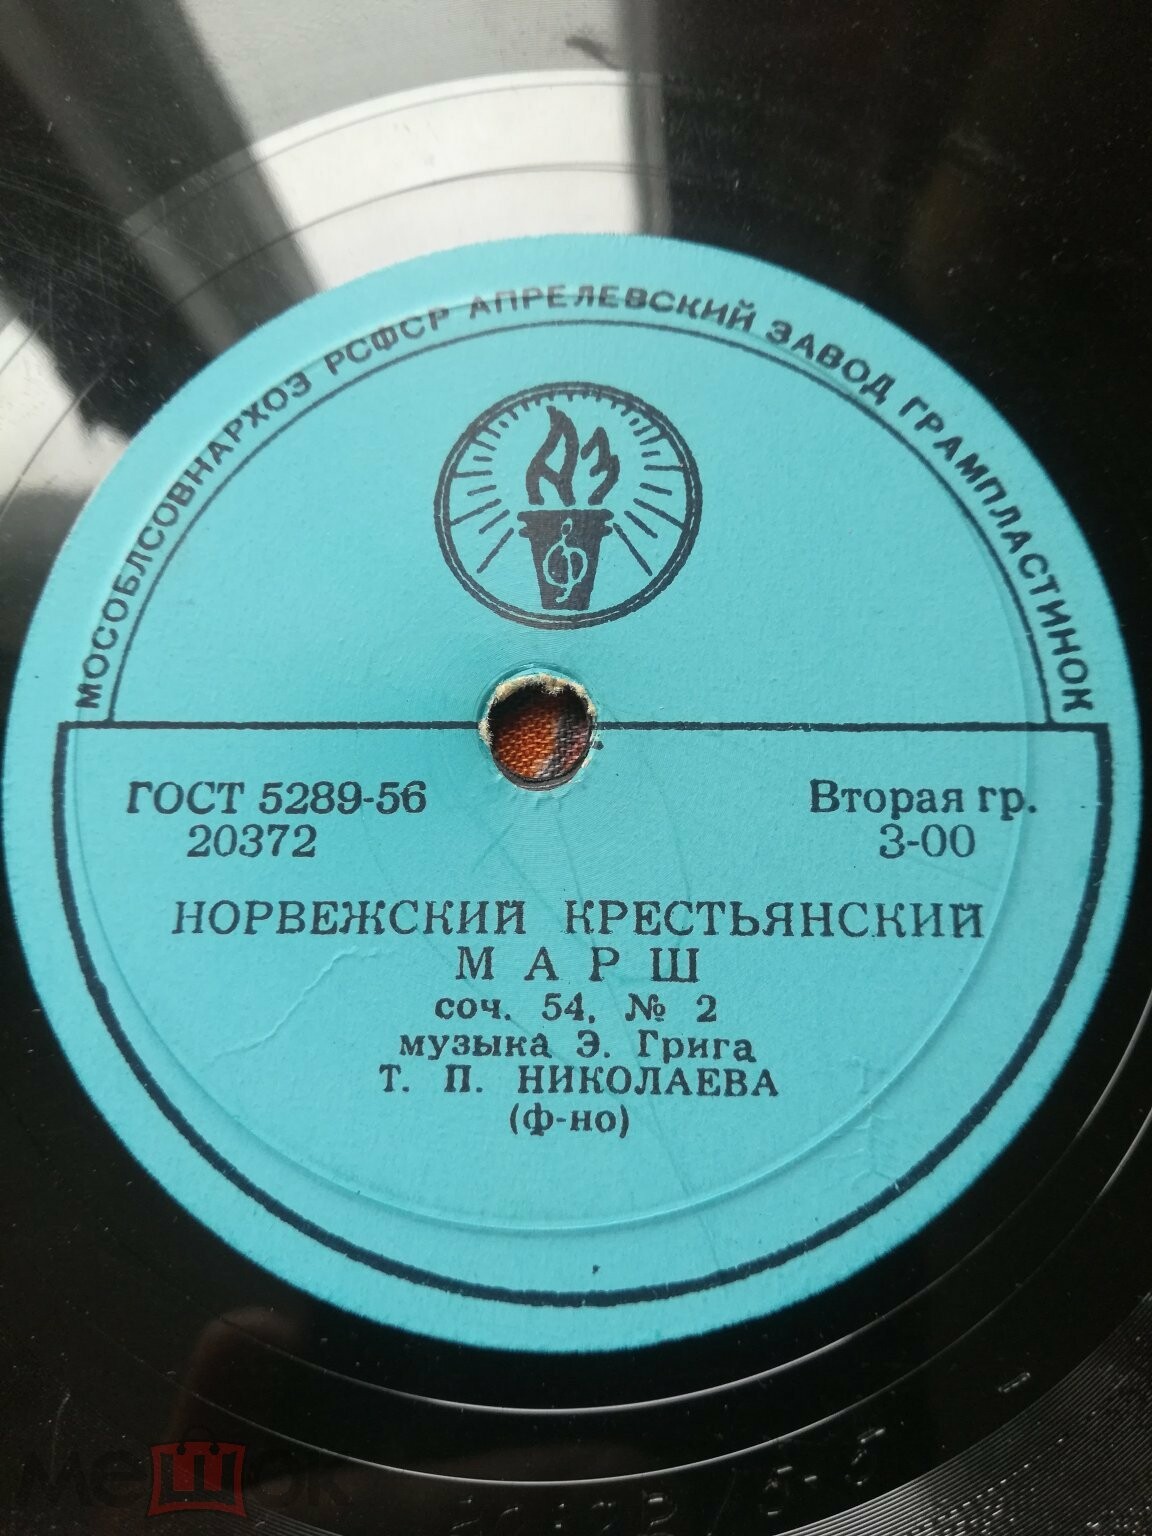 МОСОБЛСОВНАРХОЗ РСФСР АПРЕЛЕВСКИЙ ЗАВОД ГРАМПЛАСТИНОК
АЗ
ГОСТ 5289-56
20372
Вторая гр.
3-00
НОРВЕЖСКИЙ КРЕСТЬЯНСКИЙ
МАРШ
соч. 54, № 2
музыка Э. Грига
Т. П. НИКОЛАЕВА
(ф-но)
мешок